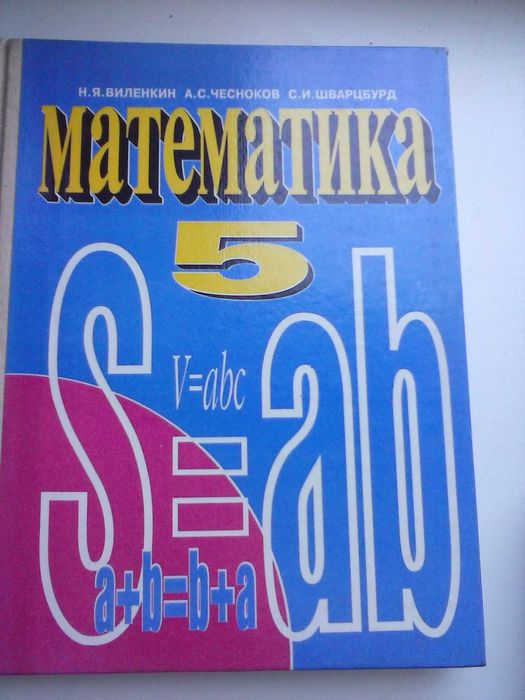 Н.Я.ВИЛЕНКИН А.С.ЧЕСНОКОВ С.И.ШВАРЦБУРД
Математика
5
V=abc
S=ab
a+b=b+a